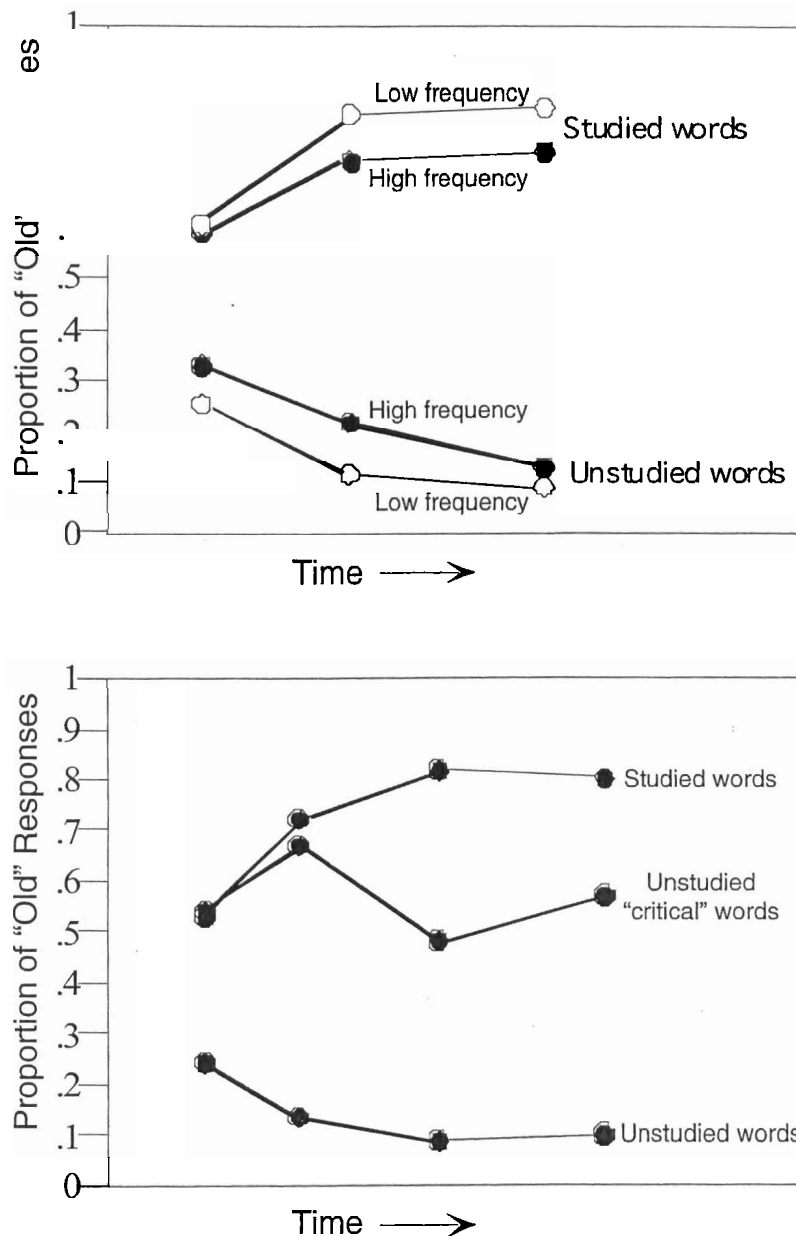 1
es
Low frequency
Studied words
High frequency
Proportion of “Old’
.5
.4
.3
High frequency
.1
Unstudied words
Low frequency
0
Time
1
.9
.8
Studied words
.7
.6
Unstudied
“critical” words
.5
.4
.3
.2
.1
Unstudied words
0
Proportion of “Old” Responses
Time